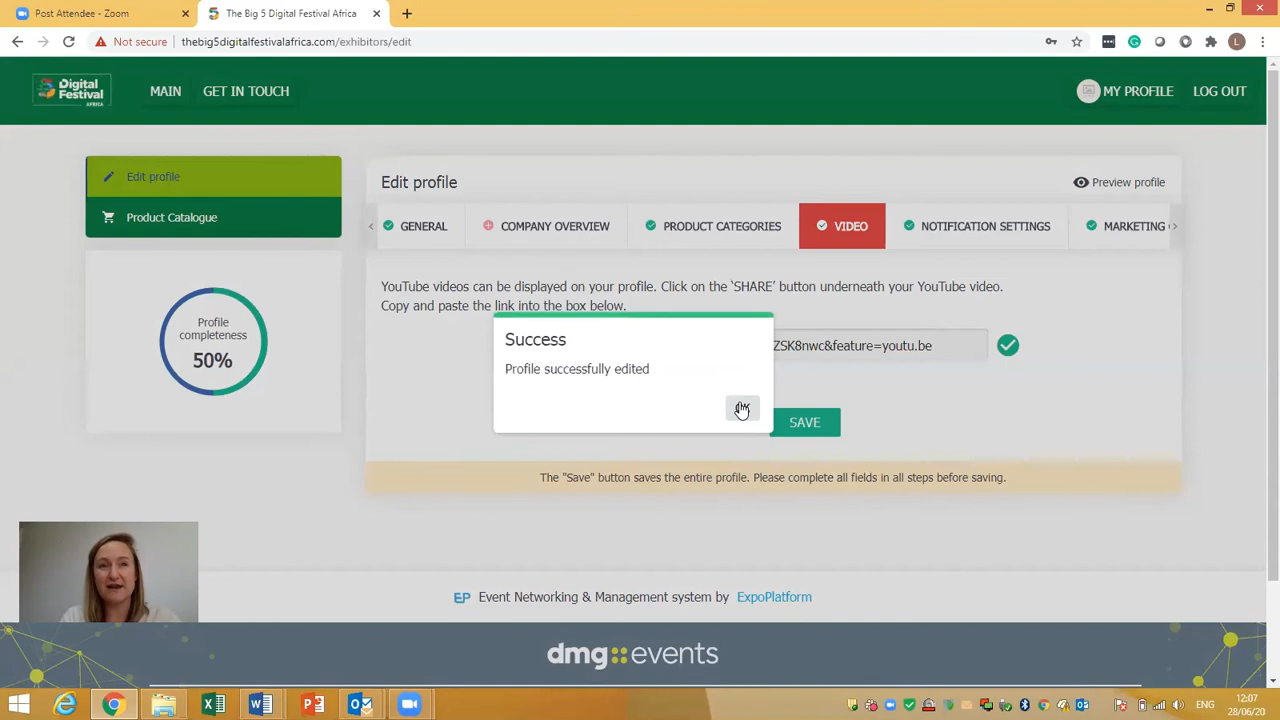 Post Attendee - Zoom
The Big 5 Digital Festival Africa
Not secure
thebig5digitalfestivalafrica.com/exhibitors/edit
L
Digital
Festival
AFRICA
MAIN
GET IN TOUCH
MY PROFILE
LOG OUT
Edit profile
Product Catalogue
Profile
completeness
50%
Edit profile
Preview profile
GENERAL
COMPANY OVERVIEW
PRODUCT CATEGORIES
VIDEO
NOTIFICATION SETTINGS
MARKETING
YouTube videos can be displayed on your profile. Click on the ‘SHARE’ button underneath your YouTube video.
Copy and paste the link into the box below.
ZSK8nwc&feature=youtu.be
Success
Profile successfully edited
SAVE
The "Save" button saves the entire profile. Please complete all fields in all steps before saving.
EP Event Networking & Management system by ExpoPlatform
dmg::events
ENG
12:07
28/06/20